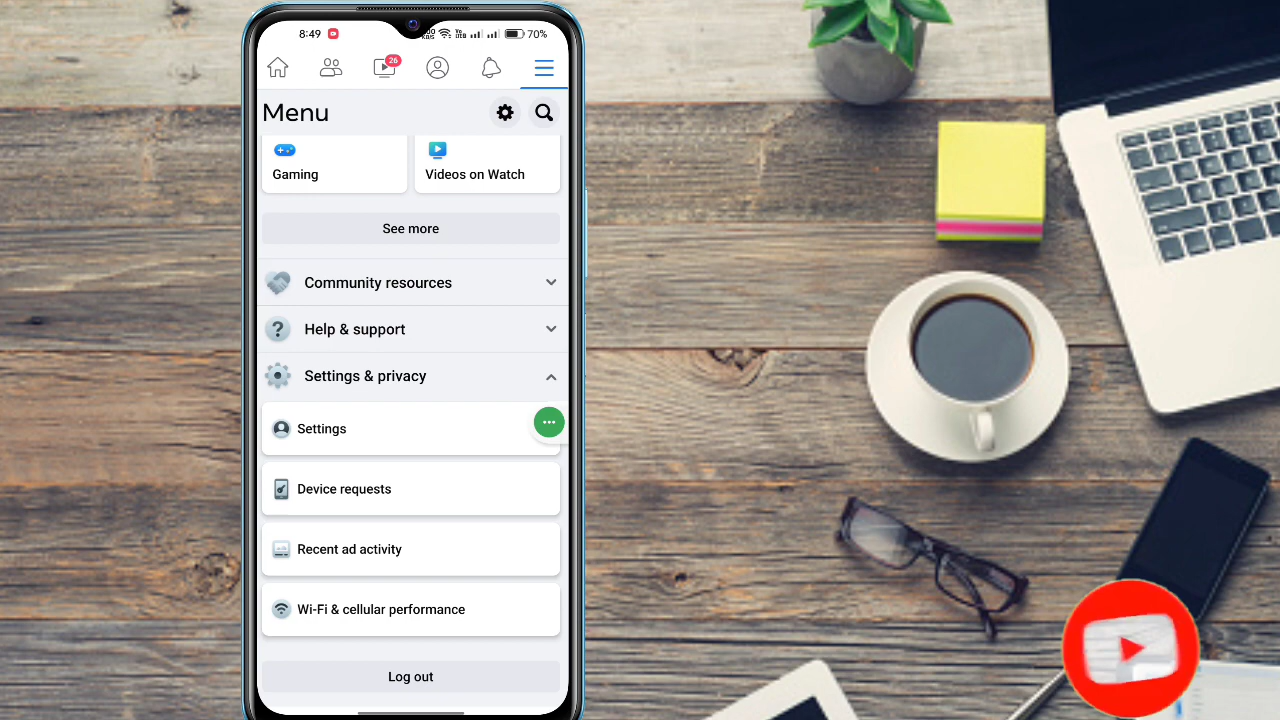 8:49 70%
26
Menu
Gaming Videos on Watch
See more
Community resources
Help & support
Settings & privacy
Settings
Device requests
Recent ad activity
Wi-Fi & cellular performance
Log out